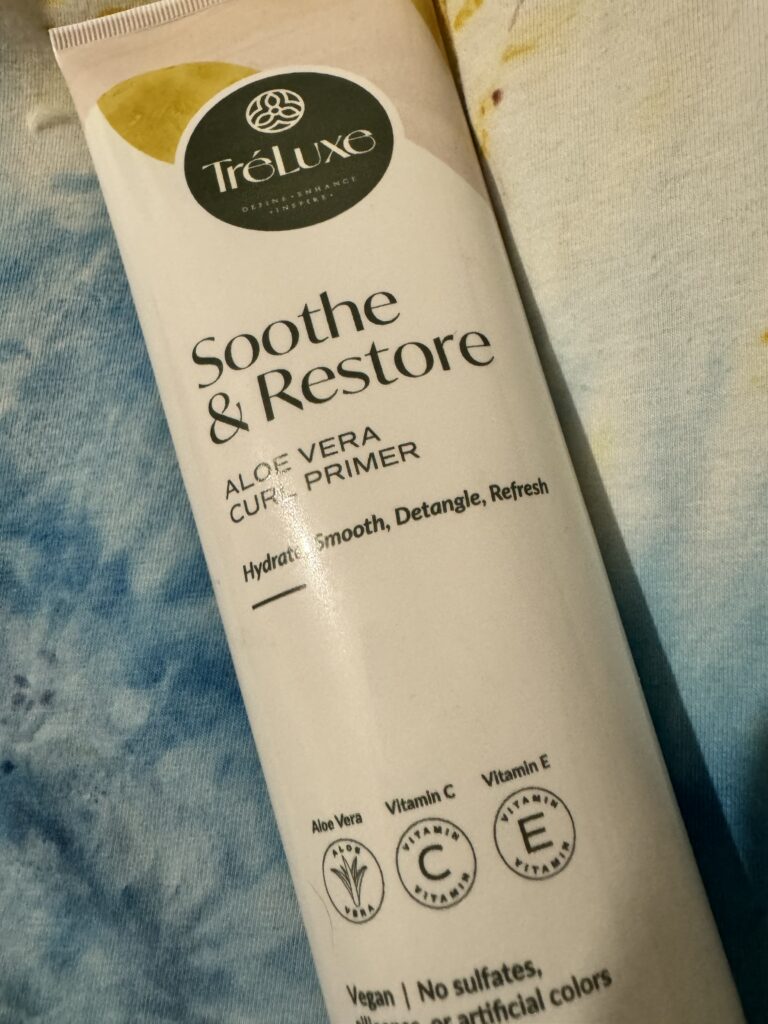 TréLuxe
DEFINE • ENHANCE
• INSPIRE •
Soothe
& Restore
ALOE VERA
CURL PRIMER
Hydrate, Smooth, Detangle, Refresh
Aloe Vera
ALOE
VERA
Vitamin C
VITAMIN
C
VITAMIN
Vitamin E
VITAMIN
E
VITAMIN
Vegan | No sulfates,
or artificial colors